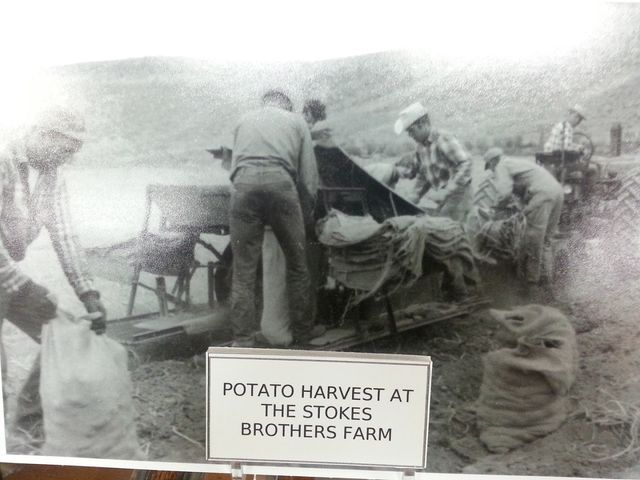 POTATO HARVEST AT
THE STOKES
BROTHERS FARM